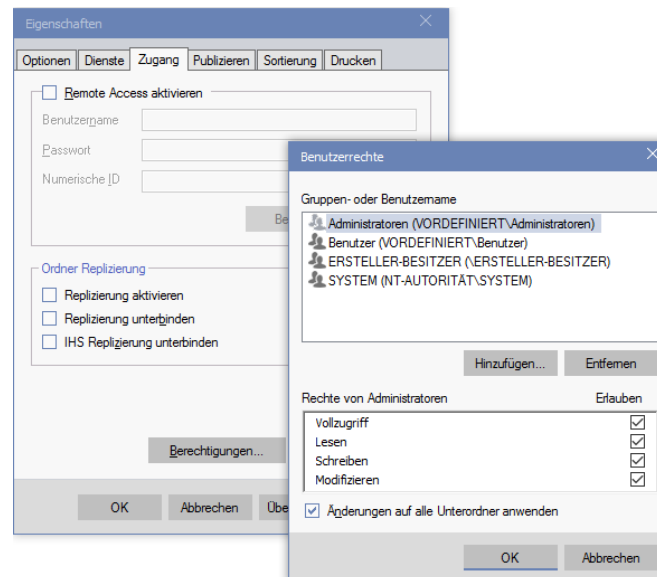 Eigenschaften
Optionen Dienste Zugang Publizieren Sortierung Drucken
Remote Access aktivieren
Benutzername
Passwort
Numerische ID
Ordner Replizierung
Replizierung aktivieren
Replizierung unterbinden
IHS Replizierung unterbinden
Berechtigungen...
OK Abbrechen
Benutzerrechte
Gruppen- oder Benutzername
Administratoren (VORDEFINIERT\Administratoren)
Benutzer (VORDEFINIERT\Benutzer)
ERSTELLER-BESITZER (\ERSTELLER-BESITZER)
SYSTEM (NT-AUTORITÄT\SYSTEM)
Hinzufügen... Entfernen
Rechte von Administratoren Erlauben
Vollzugriff
Lesen
Schreiben
Modifizieren
Änderungen auf alle Unterordner anwenden
OK Abbrechen